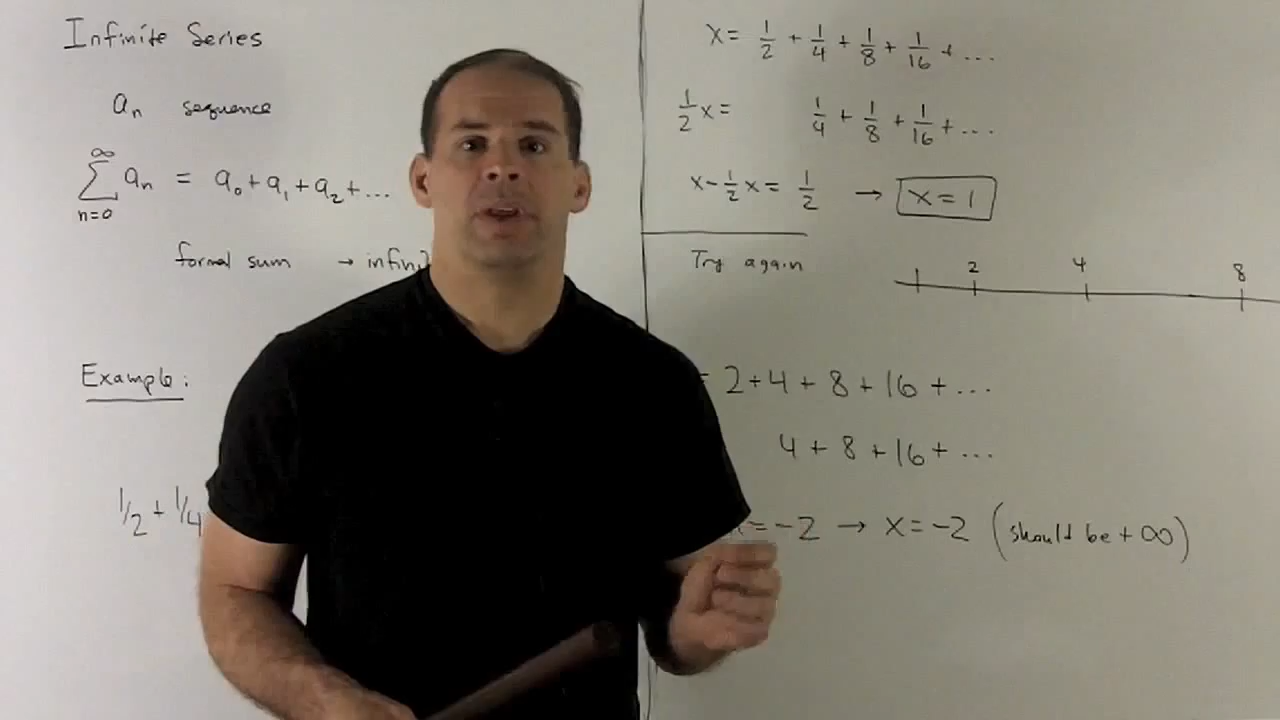 Infinite Series
aₙ sequence
∞
∑ aₙ = a₀ + a₁ + a₂ + ...
n=0
formal sum →
Example:
1/2 + 1/4
x = 1/2 + 1/4 + 1/8 + 1/16 + ...
1/2 x = 1/4 + 1/8 + 1/16 + ...
x - 1/2 x = 1/2 → x = 1
Try again
1 2 4 8
= 2 + 4 + 8 + 16 + ...
4 + 8 + 16 + ...
= -2 → x = -2 (should be + ∞)